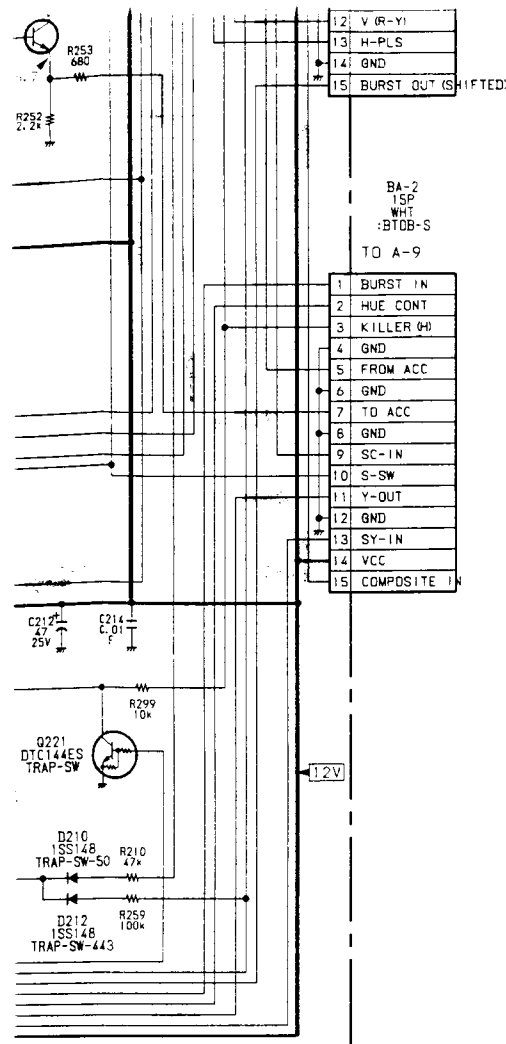 12 V (R-Y)
13 H-PLS
14 GND
15 BURST OUT (SHIFTED)
R253
680
R252
2.2k
BA-2
15P
WHT
:BTOB-S
TO A-9
1 BURST IN
2 HUE CONT
3 KILLER (H)
4 GND
5 FROM ACC
6 GND
7 TO ACC
8 GND
9 SC-IN
10 S-SW
11 Y-OUT
12 GND
13 SY-IN
14 VCC
15 COMPOSITE IN
C212
47
25V
+
C214
0.01
F
R299
10k
Q221
DTC144ES
TRAP-SW
12V
D210
1SS148
TRAP-SW-50
R210
47k
D212
1SS148
TRAP-SW-443
R259
100k